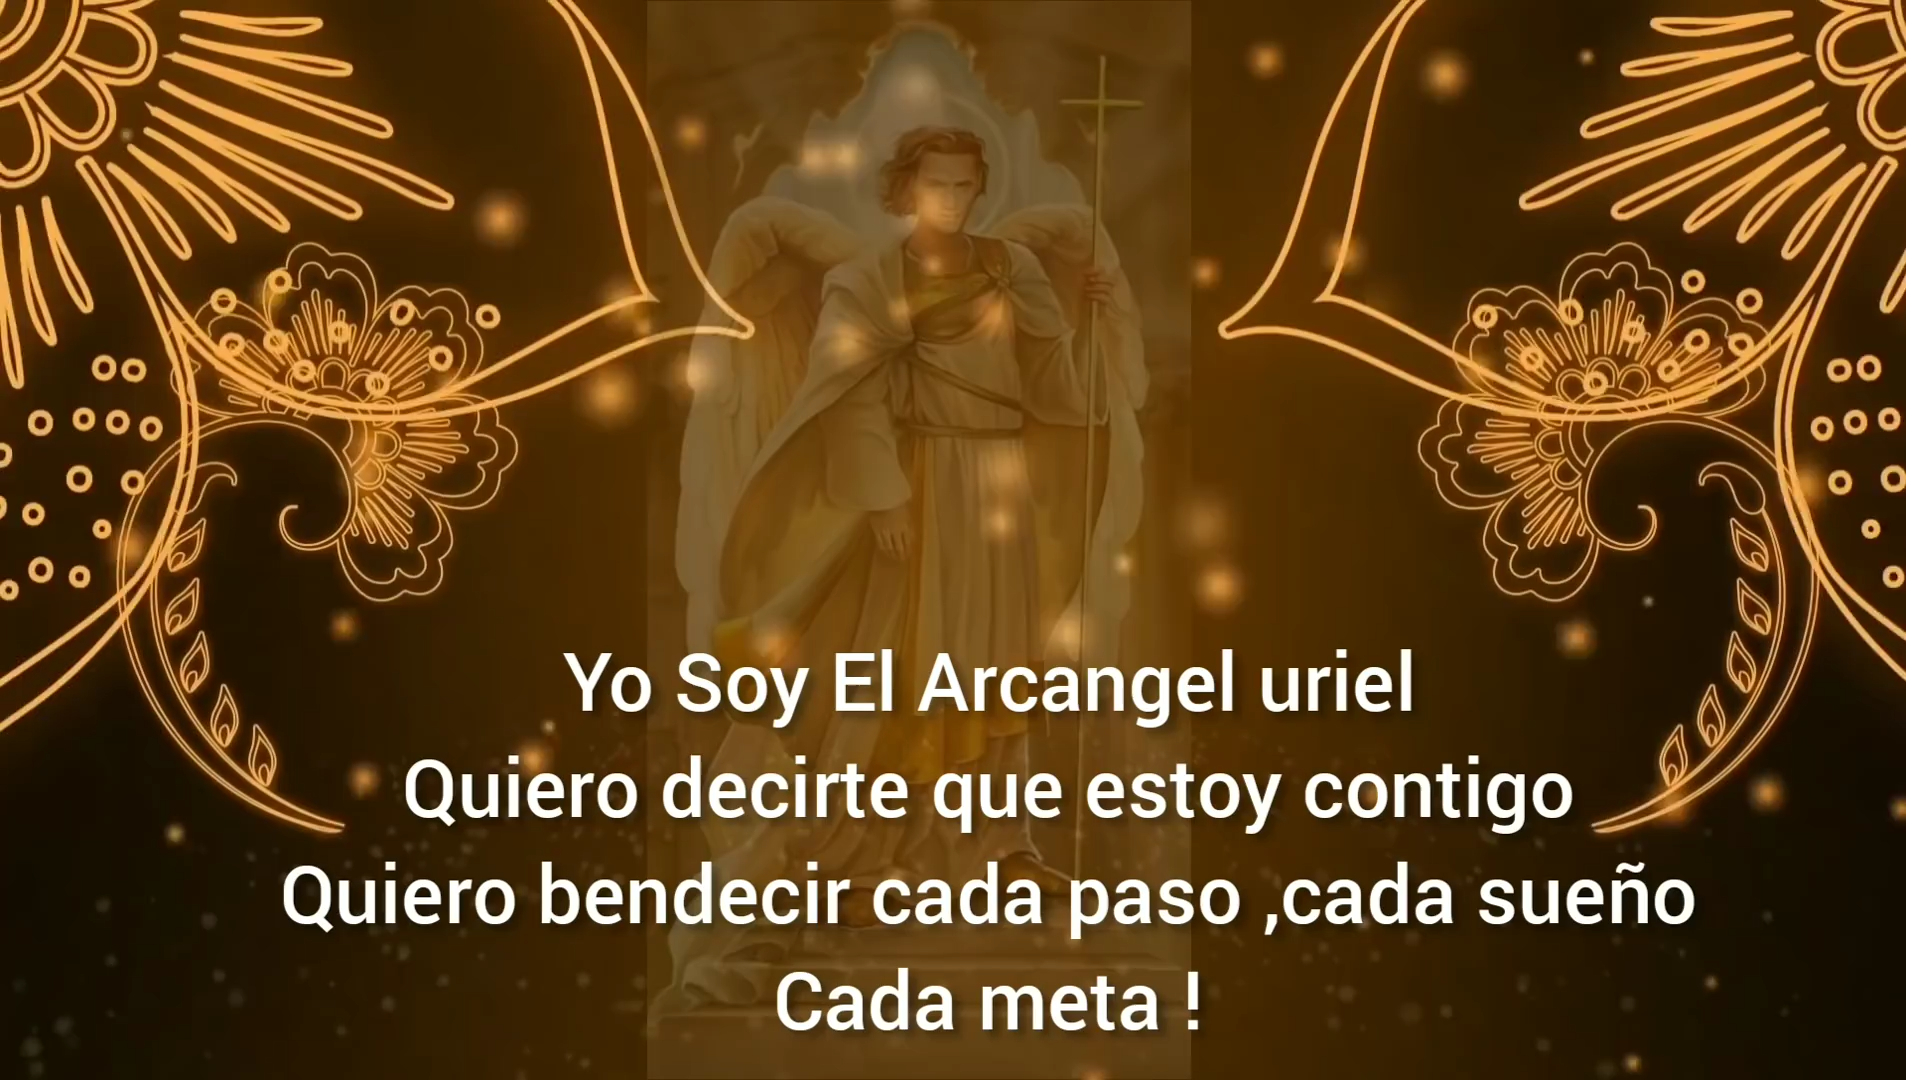 Yo Soy El Arcangel uriel
Quiero decirte que estoy contigo
Quiero bendecir cada paso ,cada sueño
Cada meta !